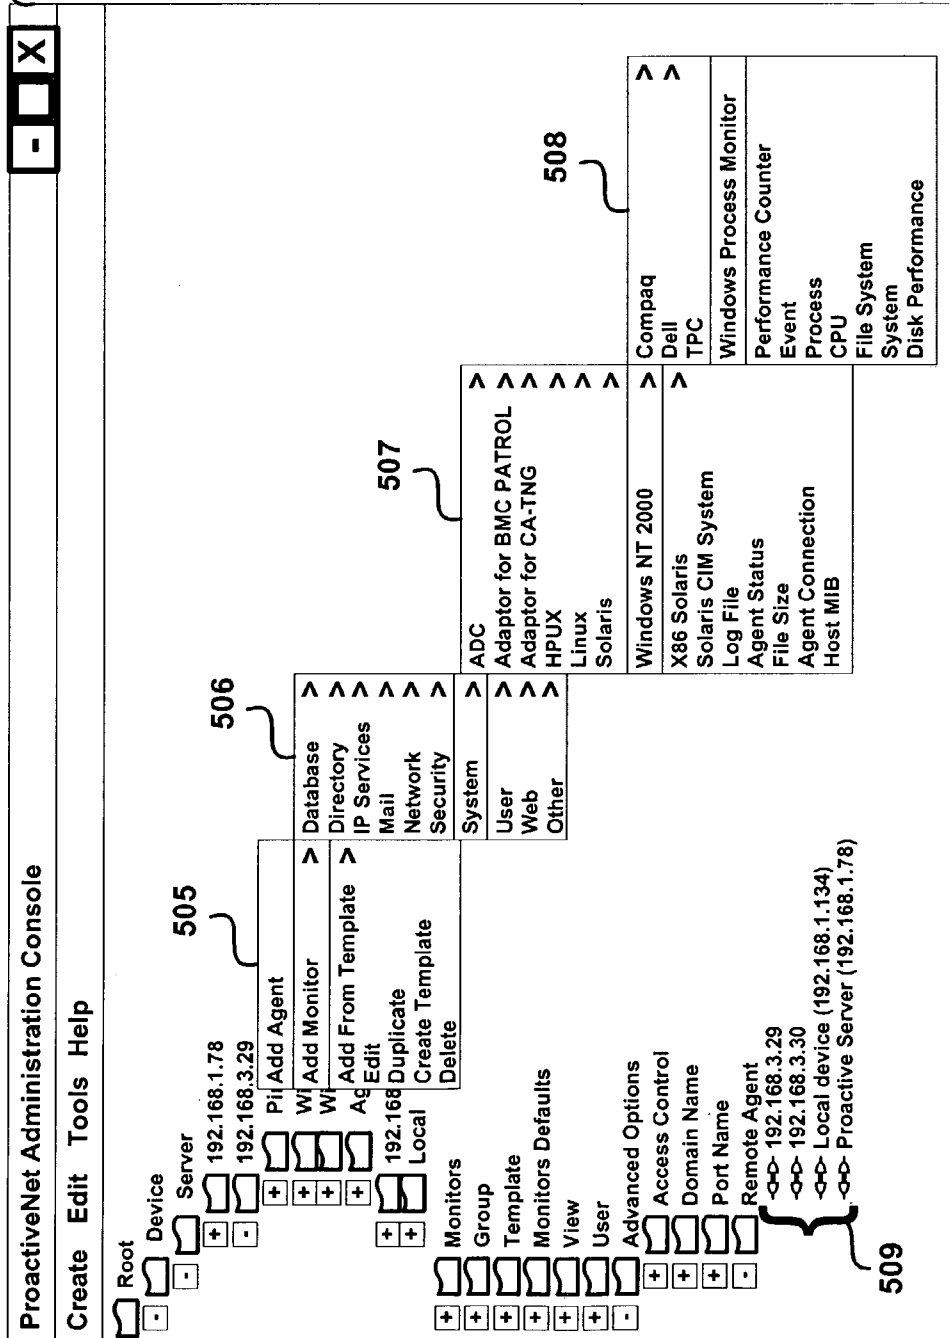 ProactiveNet Administration Console
- X
Create Edit Tools Help
Root
- Device
- Server
+ 192.168.1.78
- 192.168.3.29
+ Pi
+ Wi
+ Wi
+ Ag
+ 192.168
+ Local
+ Monitors
+ Group
+ Template
+ Monitors Defaults
+ View
+ User
- Advanced Options
+ Access Control
+ Domain Name
+ Port Name
- Remote Agent
192.168.3.29
192.168.3.30
Local device (192.168.1.134)
Proactive Server (192.168.1.78)
509
505
Add Agent
Add Monitor >
Add From Template >
Edit
Duplicate
Create Template
Delete
506
Database >
Directory >
IP Services >
Mail >
Network >
Security >
System >
User >
Web >
Other >
507
ADC >
Adaptor for BMC PATROL >
Adaptor for CA-TNG >
HPUX >
Linux >
Solaris >
Windows NT 2000 >
X86 Solaris >
Solaris CIM System
Log File
Agent Status
File Size
Agent Connection
Host MIB
508
Compaq >
Dell >
TPC
Windows Process Monitor
Performance Counter
Event
Process
CPU
File System
System
Disk Performance